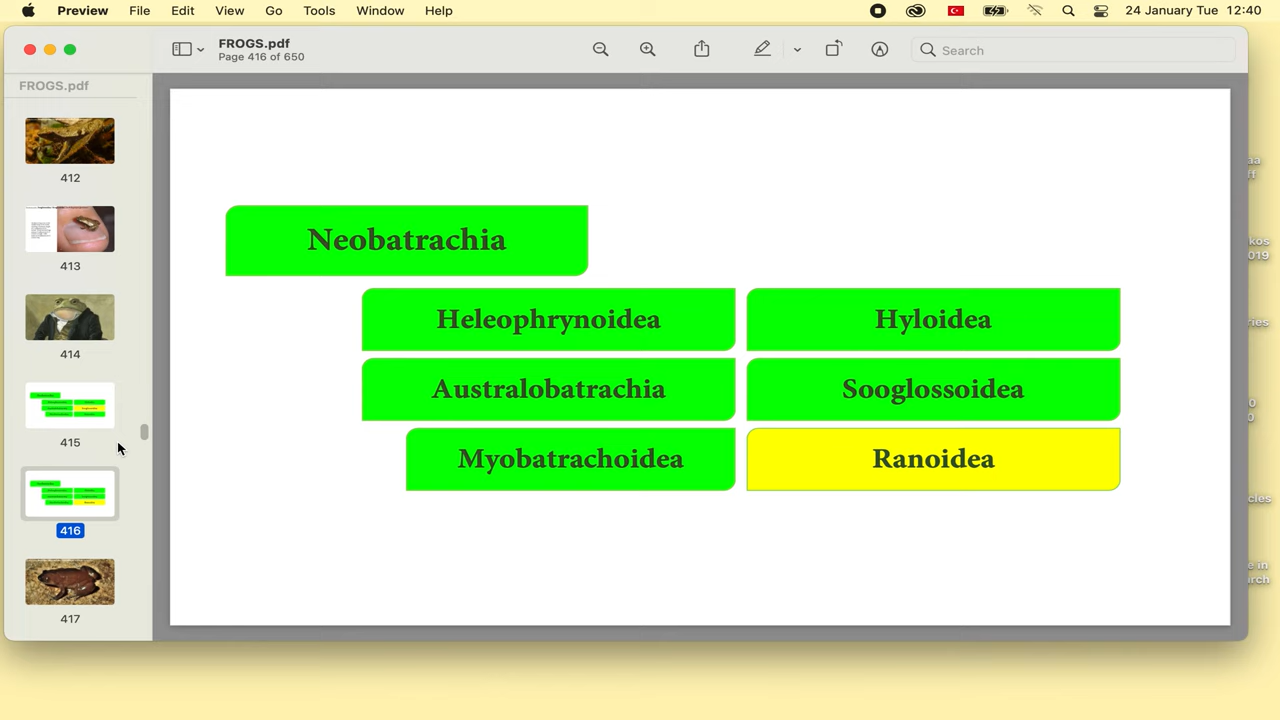 Preview File Edit View Go Tools Window Help 24 January Tue 12:40
FROGS.pdf
Page 416 of 650
Search
FROGS.pdf
412
413
414
415
416
417
Neobatrachia
Heleophrynoidea Hyloidea
Australobatrachia Sooglossoidea
Myobatrachoidea Ranoidea